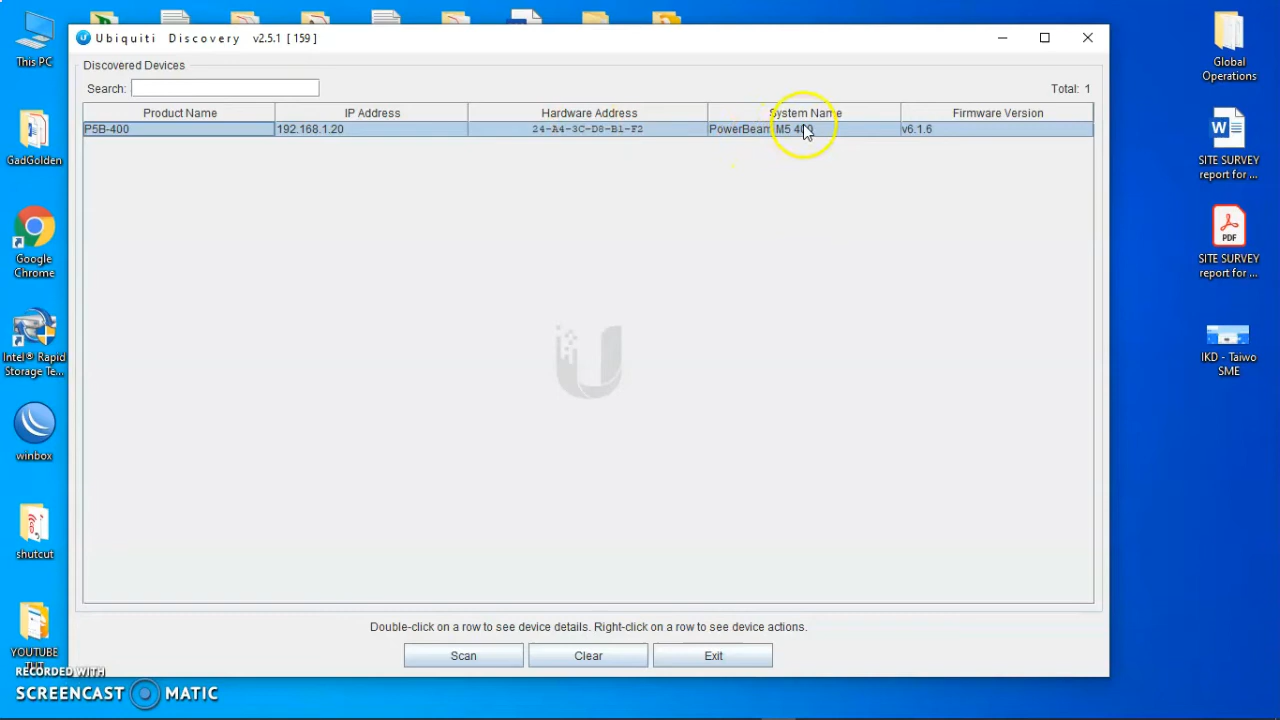 Ubiquiti Discovery v2.5.1 [ 159 ]
Discovered Devices
Search:
Total: 1
Product Name IP Address Hardware Address System Name Firmware Version
P5B-400 192.168.1.20 24-A4-3C-D8-B1-F2 PowerBeam M5 400 v6.1.6
Double-click on a row to see device details. Right-click on a row to see device actions.
Scan Clear Exit
This PC
GadGolden
Google
Chrome
Intel® Rapid
Storage Te...
winbox
shutcut
YOUTUBE
Global
Operations
SITE SURVEY
report for ...
PDF
SITE SURVEY
report for ...
IKD - Taiwo
SME
RECORDED WITH
SCREENCAST MATIC